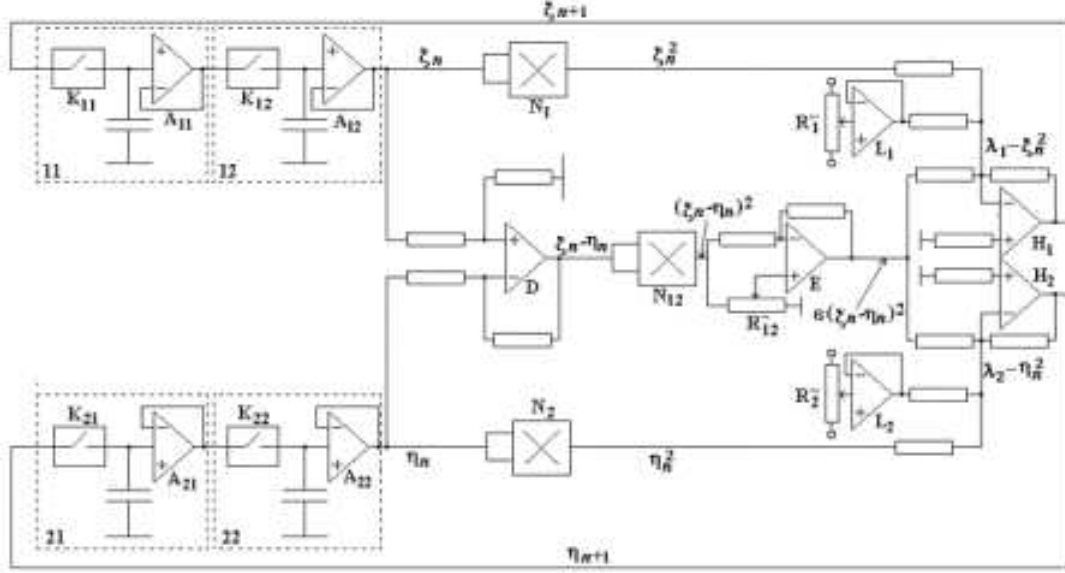 ξn+1
K11
A11
11
K12
A12
12
ξn
N1
ξn²
R1-
L1
λ1-ξn²
H1
H2
D
ξn-ηn
(ξn-ηn)²
N12
R12-
E
ε(ξn-ηn)²
λ2-ηn²
R2-
L2
K21
A21
21
K22
A22
22
ηn
N2
ηn²
ηn+1